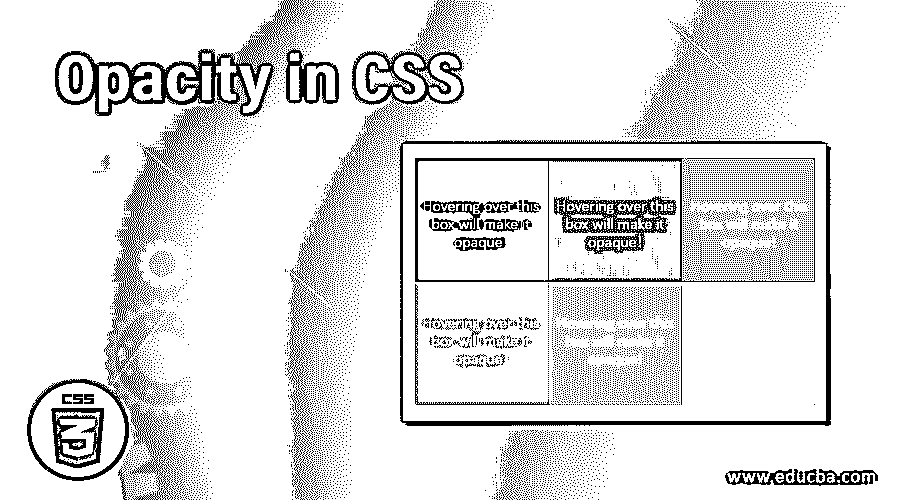 Opacity in CSS
Hovering over this
box will make it
opaque
Hovering over this
box will make it
opaque!
Hovering over this
box will make it
opaque
CSS
3
www.educba.com